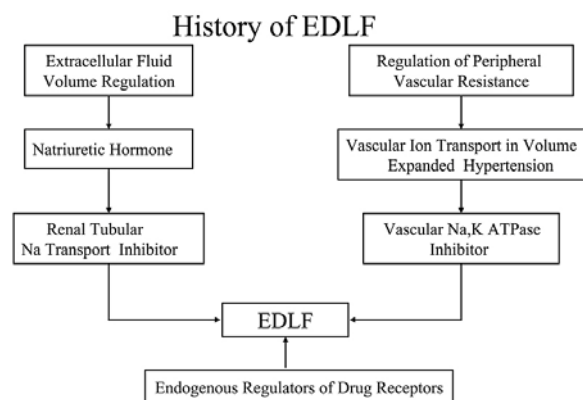 History of EDLF
Extracellular Fluid
Volume Regulation
Regulation of Peripheral
Vascular Resistance
Natriuretic Hormone
Vascular Ion Transport in Volume
Expanded Hypertension
Renal Tubular
Na Transport Inhibitor
Vascular Na,K ATPase
Inhibitor
EDLF
Endogenous Regulators of Drug Receptors